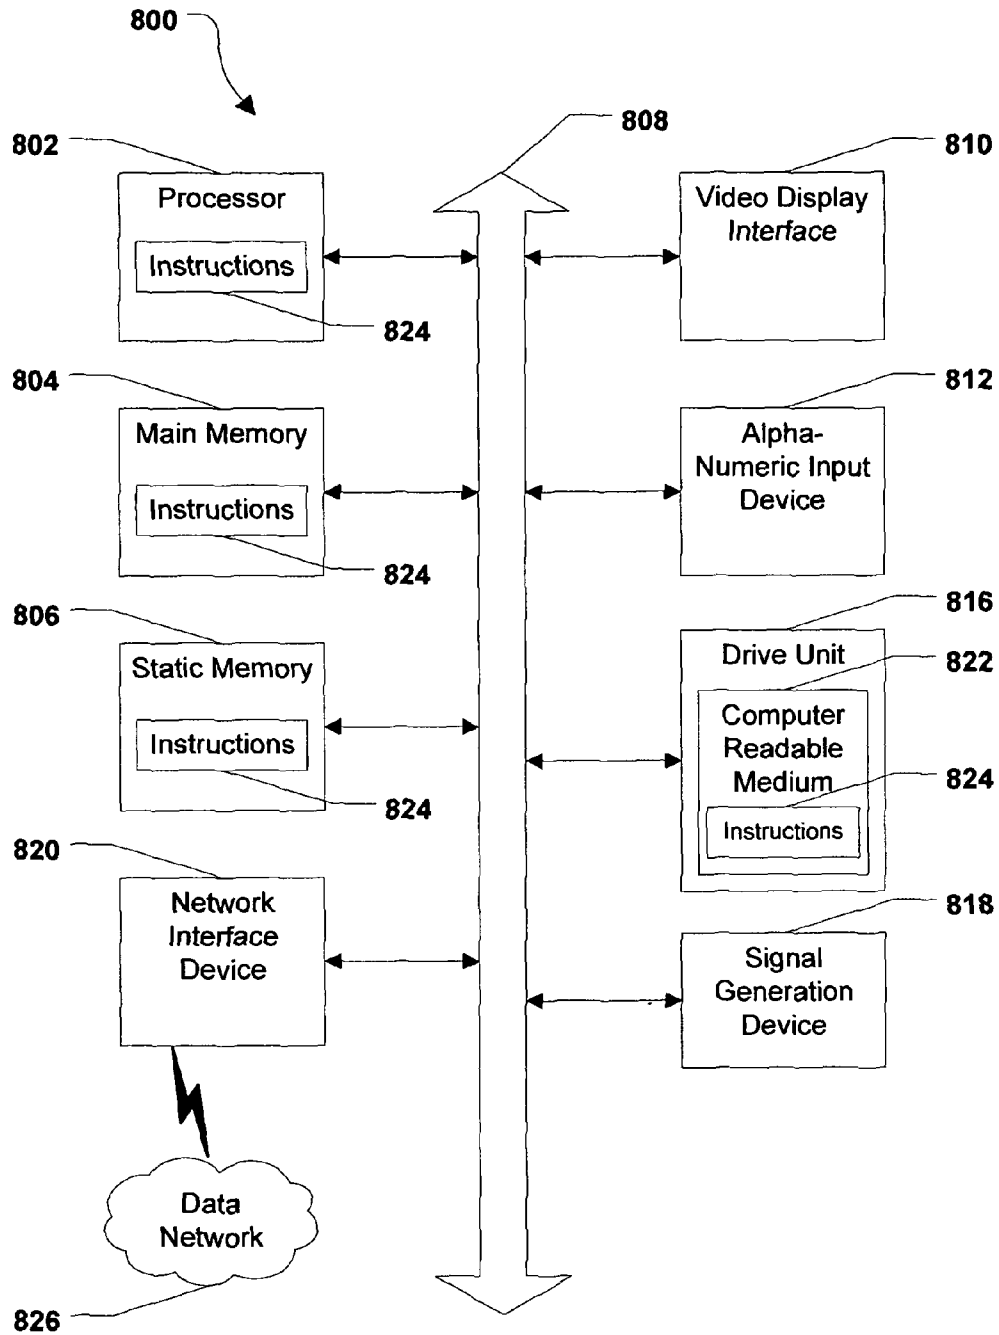 800
808
802
Processor
Instructions
824
804
Main Memory
Instructions
824
806
Static Memory
Instructions
824
820
Network
Interface
Device
Data
Network
826
810
Video Display
Interface
812
Alpha-
Numeric Input
Device
816
Drive Unit
822
Computer
Readable
Medium
824
Instructions
818
Signal
Generation
Device